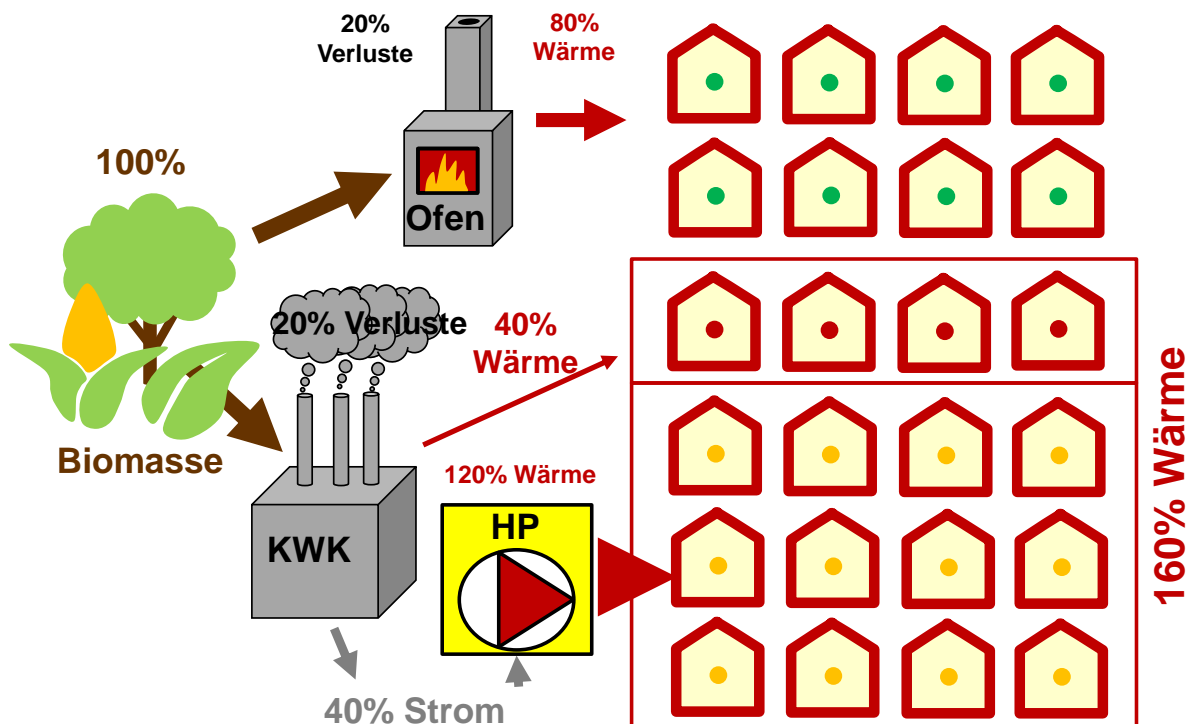 20%
Verluste
80%
Wärme
100%
Ofen
20% Verluste
40%
Wärme
Biomasse
120% Wärme
HP
KWK
40% Strom
160% Wärme